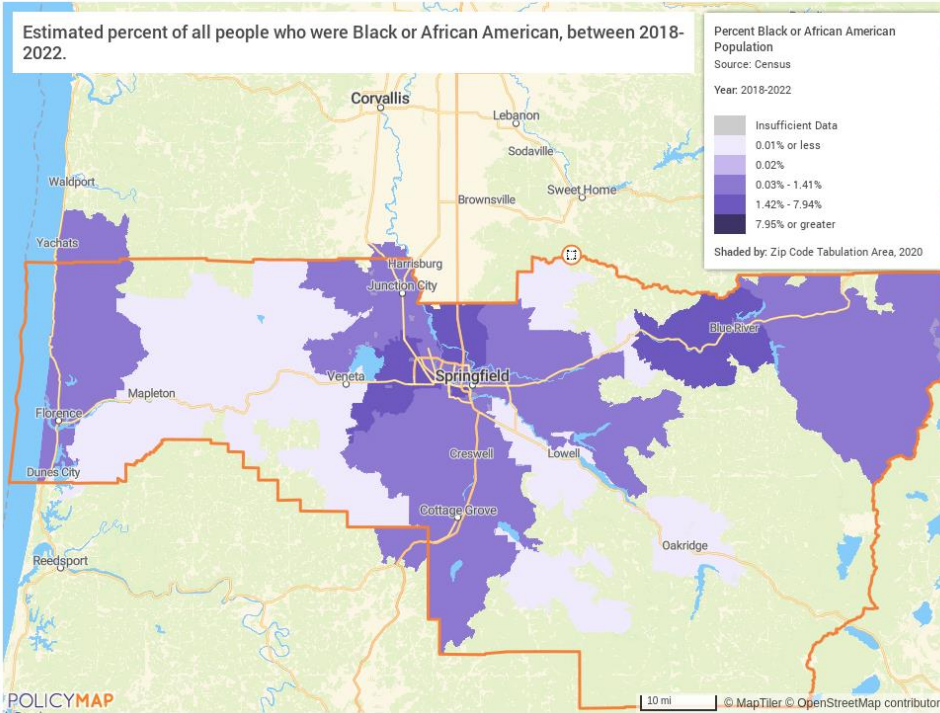 Estimated percent of all people who were Black or African American, between 2018-
2022.
Percent Black or African American
Population
Source: Census
Year: 2018-2022
Insufficient Data
0.01% or less
0.02%
0.03% - 1.41%
1.42% - 7.94%
7.95% or greater
Shaded by: Zip Code Tabulation Area, 2020
Corvallis
Lebanon
Sodaville
Waldport
Sweet Home
Brownsville
Yachats
Harrisburg
Junction City
Blue River
Veneta
Springfield
Mapleton
Florence
Creswell
Lowell
Dunes City
Cottage Grove
Oakridge
Reedsport
POLICYMAP
10 mi
© MapTiler © OpenStreetMap contributor